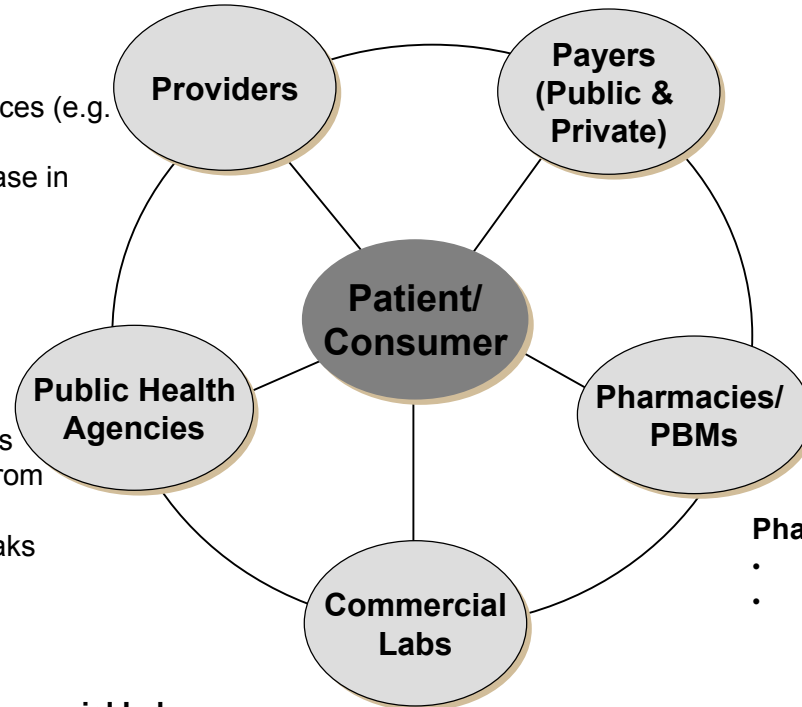 Providers
Payers
(Public &
Private)
ces (e.g.
ase in
Patient/
Consumer
Public Health
Agencies
Pharmacies/
PBMs
s
rom
aks
Pha
•
•
Commercial
Labs